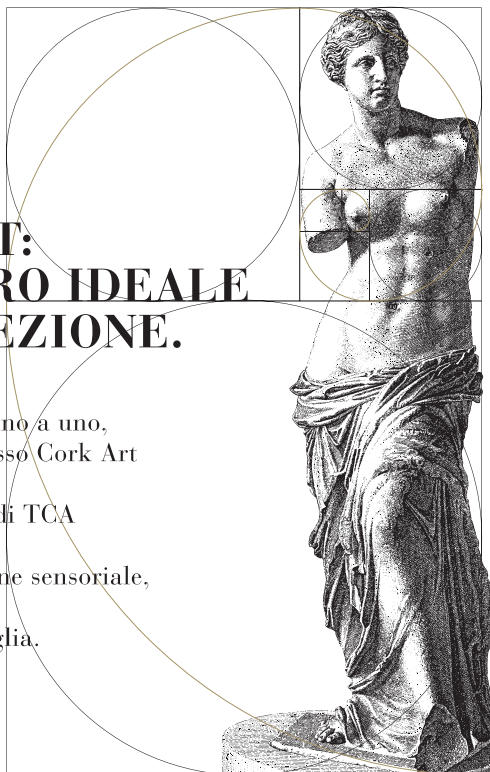 T:
RO IDEALE
EZIONE.
no a uno,
sso Cork Art
di TCA
ne sensoriale,
glia.